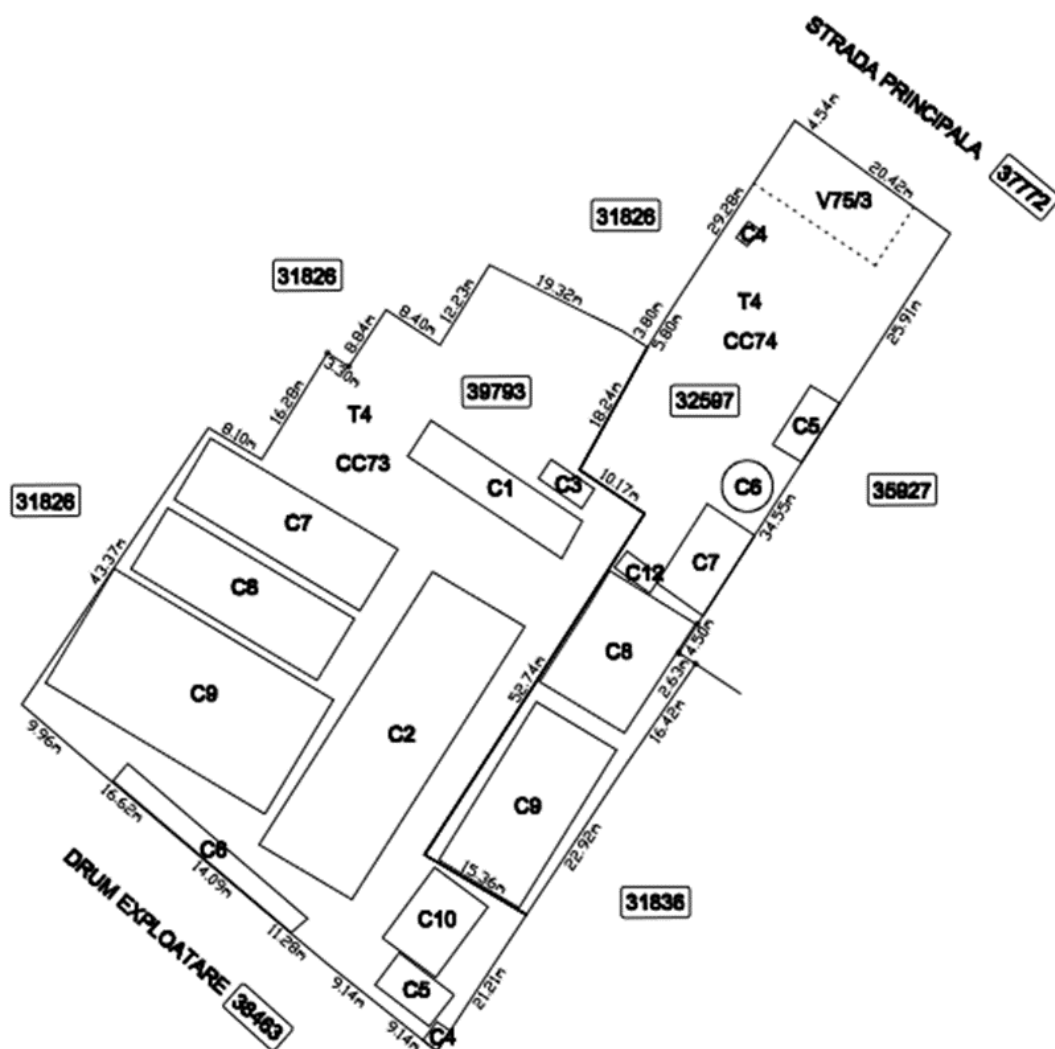 STRADA PRINCIPALA
37772
4.54m
20.42m
V75/3
29.28m
C4
31826
31826
19.32m
12.23m
8.40m
8.84m
3.30m
3.80m
5.80m
T4
CC74
25.91m
39793
32597
16.28m
T4
CC73
8.10m
18.24m
C5
31826
C1
C3
10.17m
C6
35927
C7
34.55m
43.37m
C12
C7
C8
4.50m
2.63m
C9
52.74m
16.42m
C2
9.96m
C9
16.62m
14.09m
22.92m
15.36m
DRUM EXPLOATARE
38463
11.28m
C10
31836
9.14m
C5
21.21m
9.14m
C4